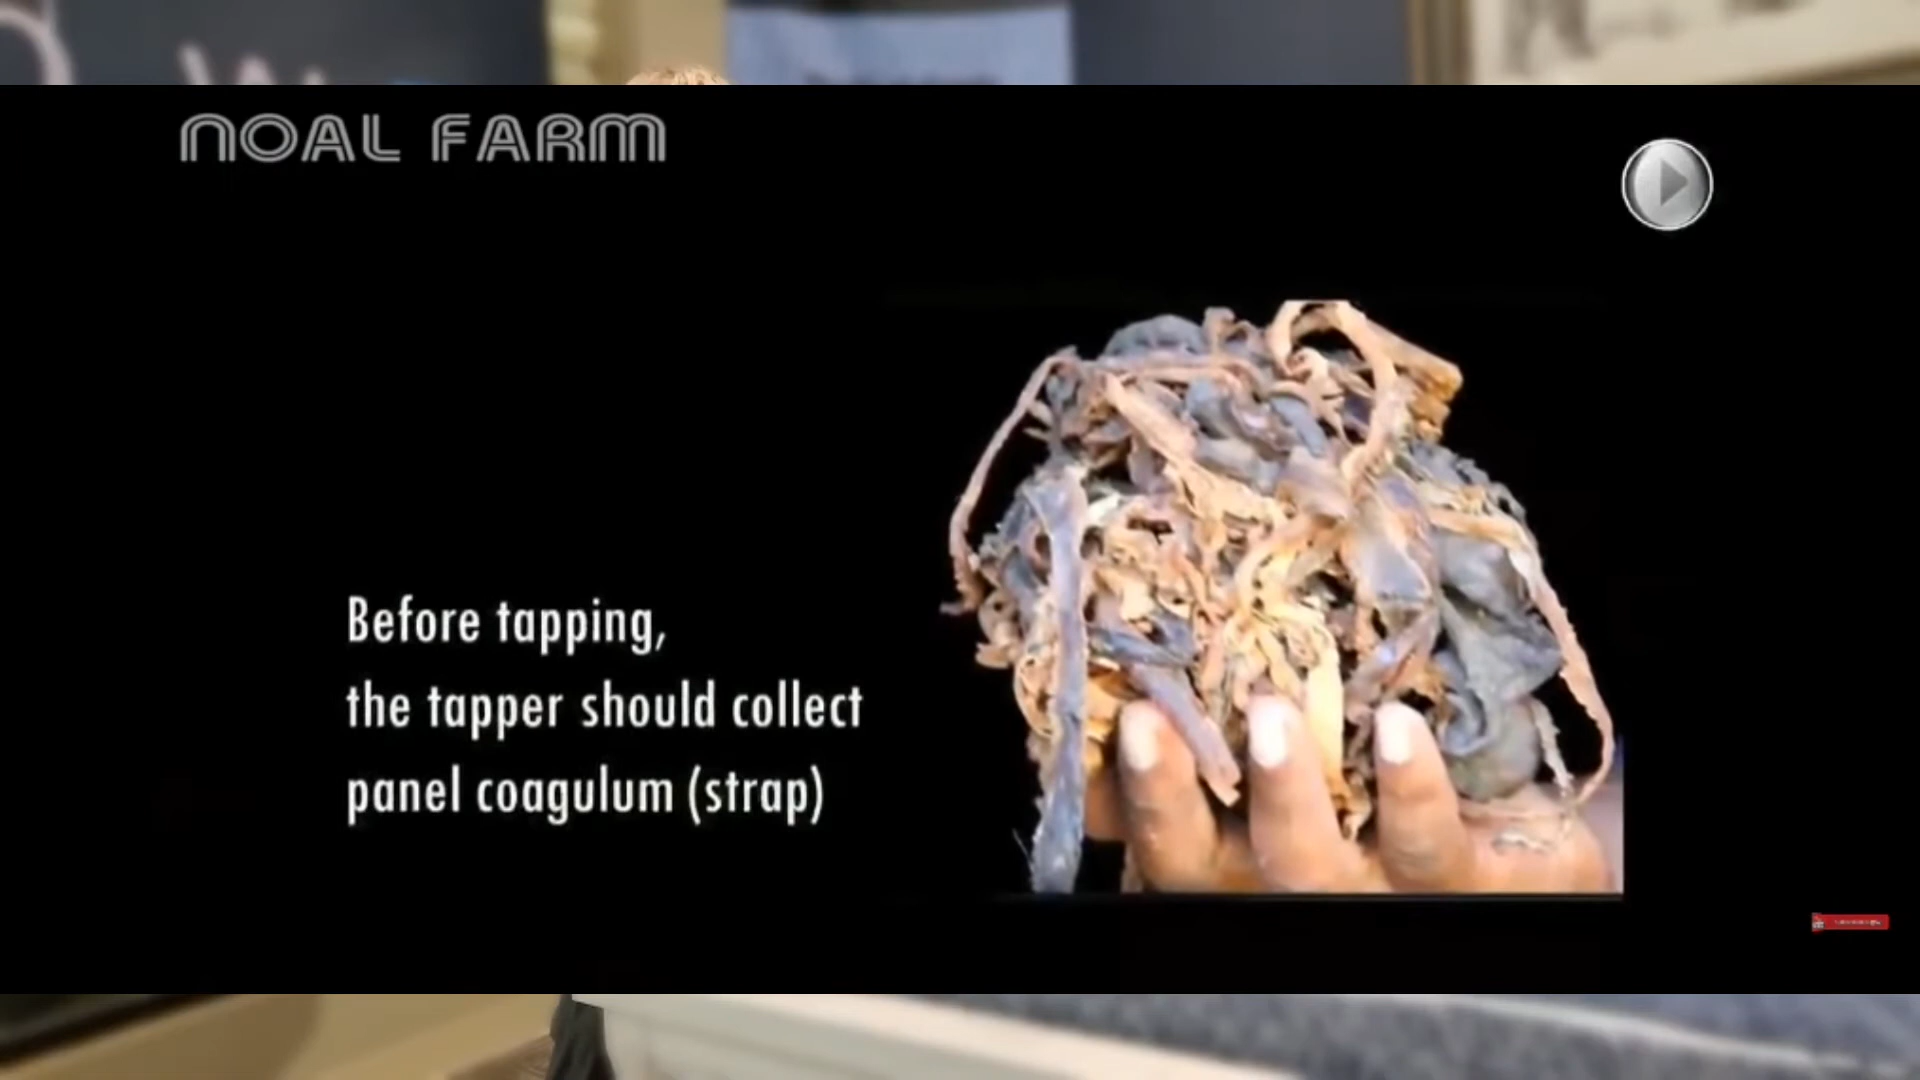 NOAL FARM
Before tapping,
the tapper should collect
panel coagulum (strap)